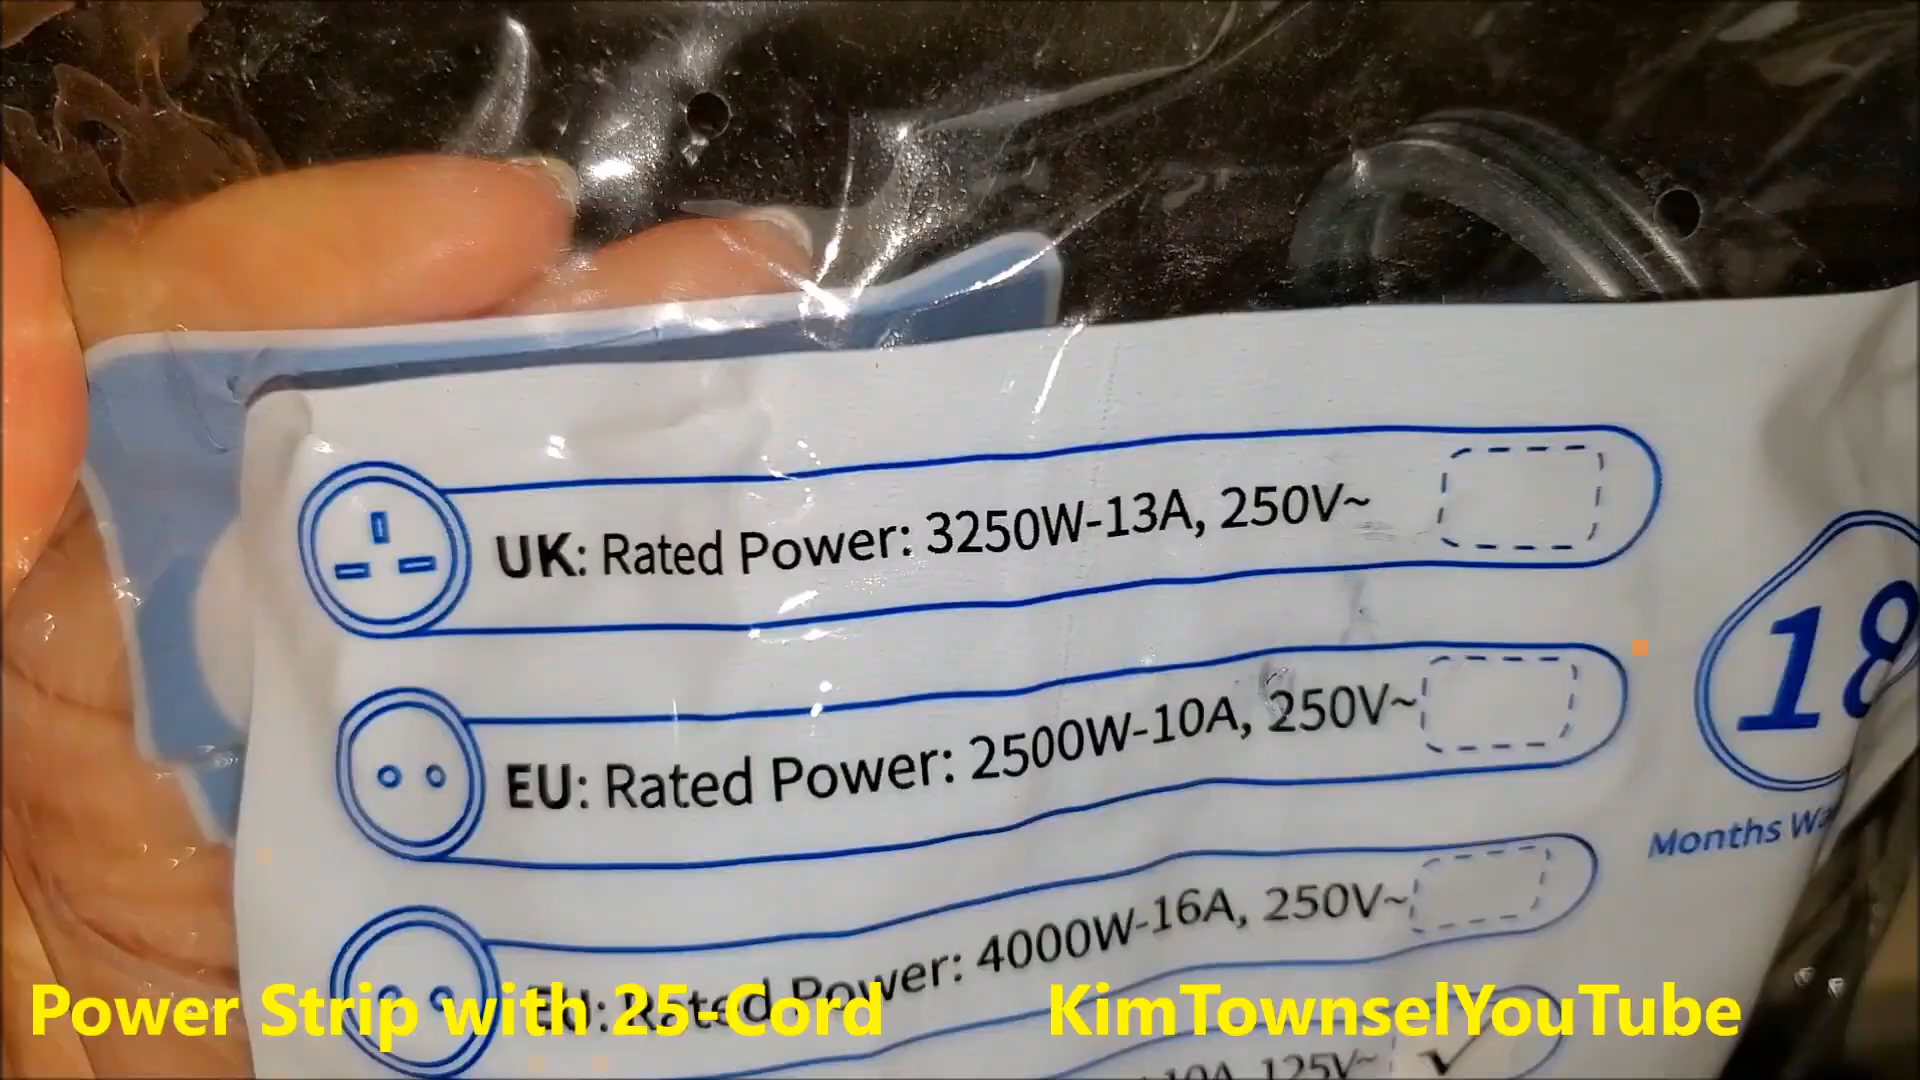 UK: Rated Power: 3250W-13A, 250V~
EU: Rated Power: 2500W-10A, 250V~
18
Months
EU: Rated Power: 4000W-16A, 250V~
10A, 125V~ ✓
Power Strip with 25-Cord
KimTownselYouTube